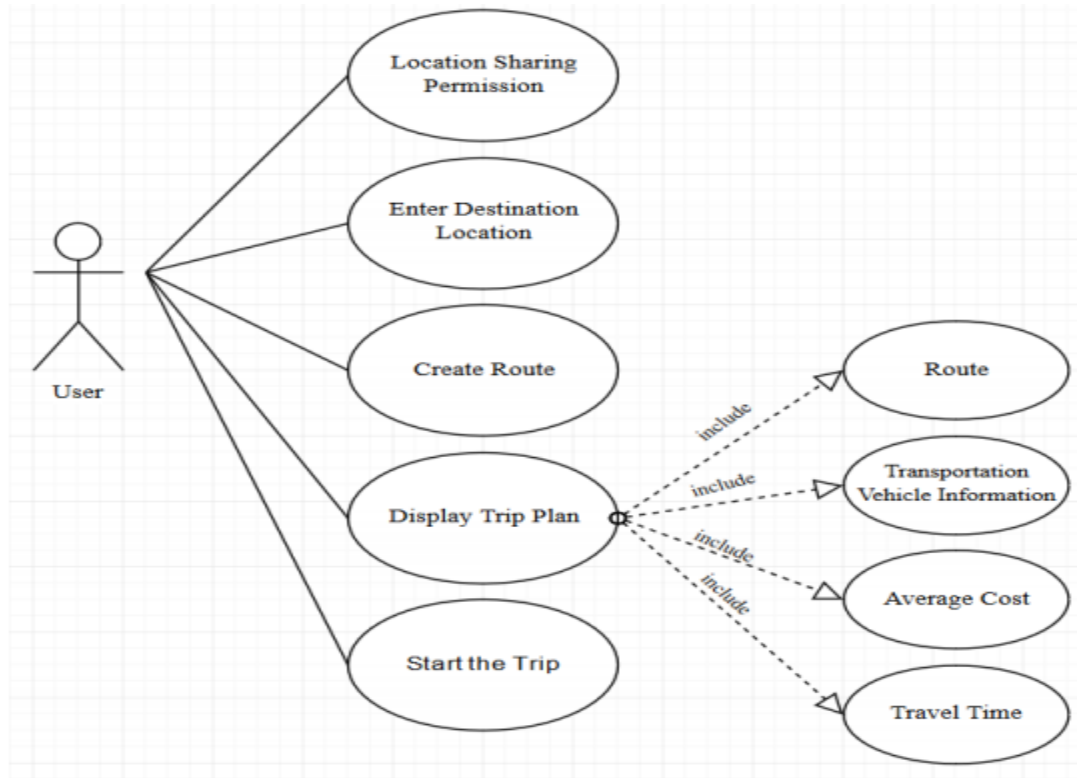 Location Sharing
Permission
Enter Destination
Location
Create Route
Display Trip Plan
Start the Trip
User
include
include
include
include
Route
Transportation
Vehicle Information
Average Cost
Travel Time